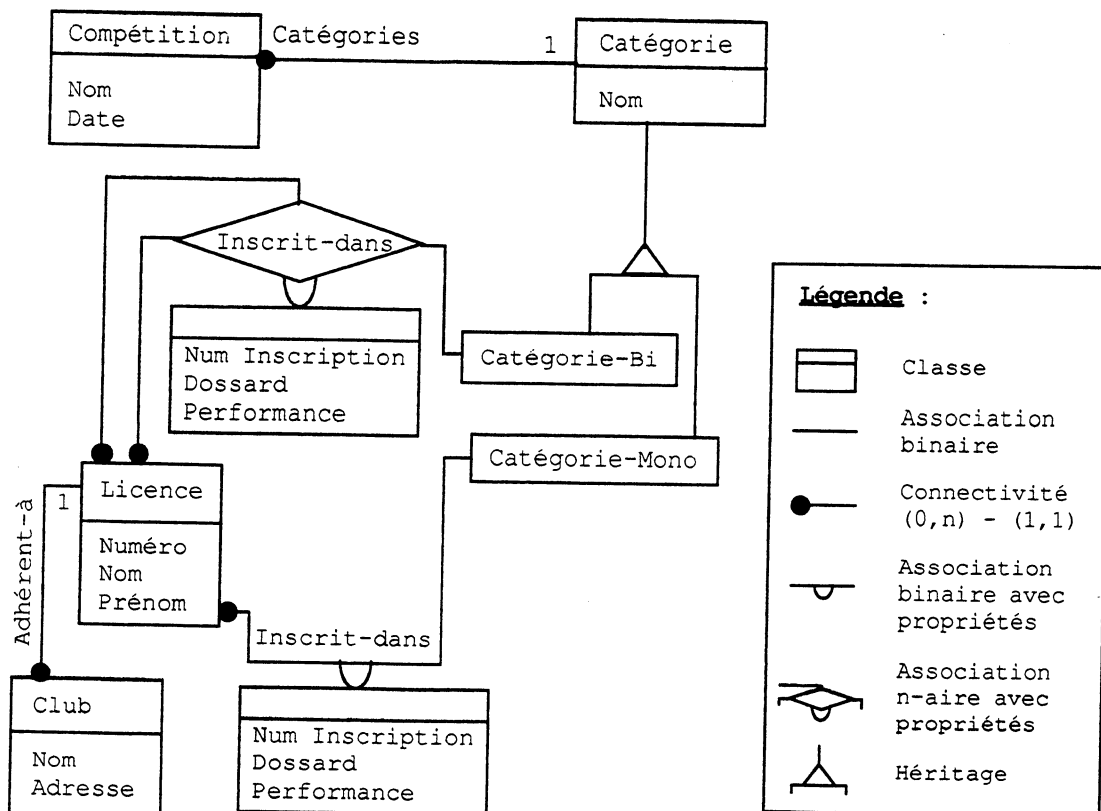 Compétition
Catégories
1
Catégorie
Nom
Date
Nom
Inscrit-dans
Num Inscription
Dossard
Performance
Catégorie-Bi
Catégorie-Mono
Adhérent-à
1
Licence
Numéro
Nom
Prénom
Inscrit-dans
Num Inscription
Dossard
Performance
Club
Nom
Adresse
Légende :
Classe
Association
binaire
Connectivité
(0,n) - (1,1)
Association
binaire avec
propriétés
Association
n-aire avec
propriétés
Héritage